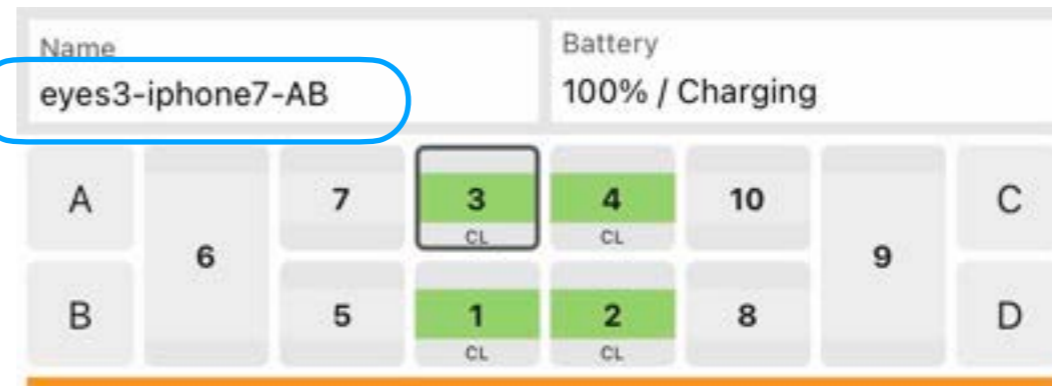 Name
eyes3-iphone7-AB
Battery
100% / Charging
A 7 3 4 10 C
CL CL
6 9
B 5 1 2 8 D
CL CL